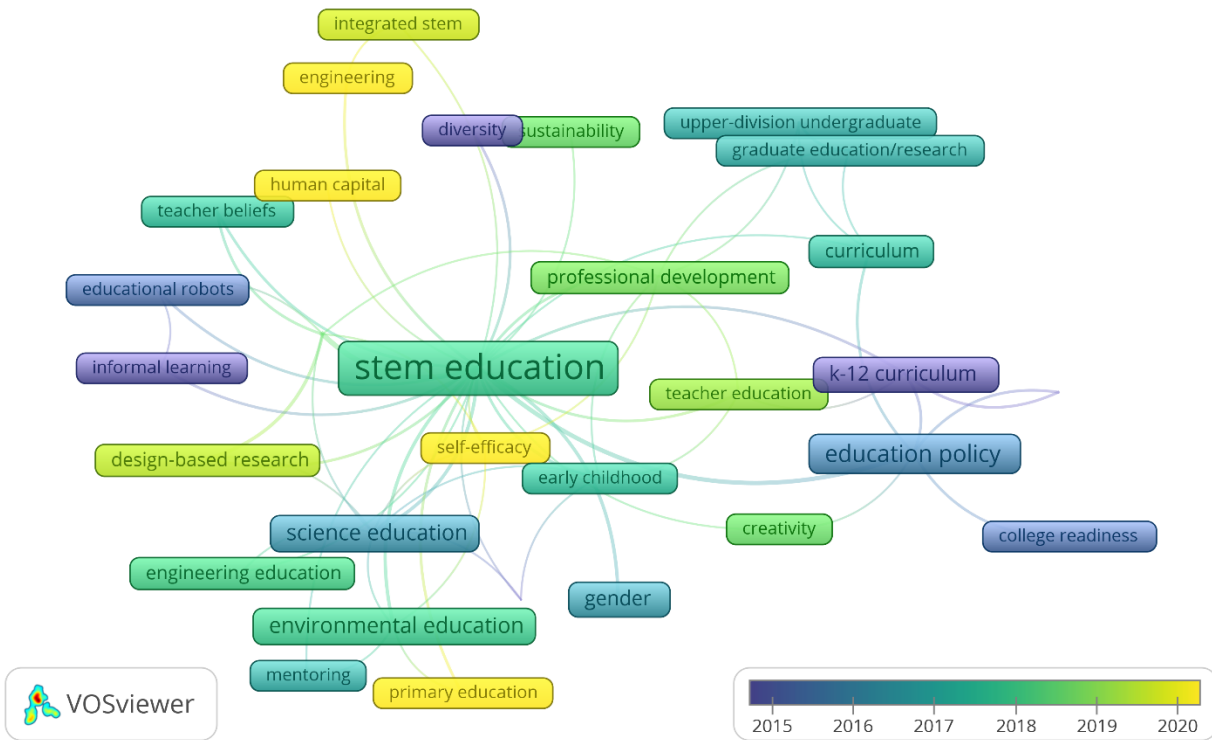 integrated stem
engineering
diversity
sustainability
upper-division undergraduate
graduate education/research
human capital
teacher beliefs
curriculum
professional development
educational robots
informal learning
stem education
k-12 curriculum
teacher education
self-efficacy
education policy
design-based research
early childhood
science education
creativity
college readiness
engineering education
gender
environmental education
mentoring
primary education
VOSviewer
2015 2016 2017 2018 2019 2020